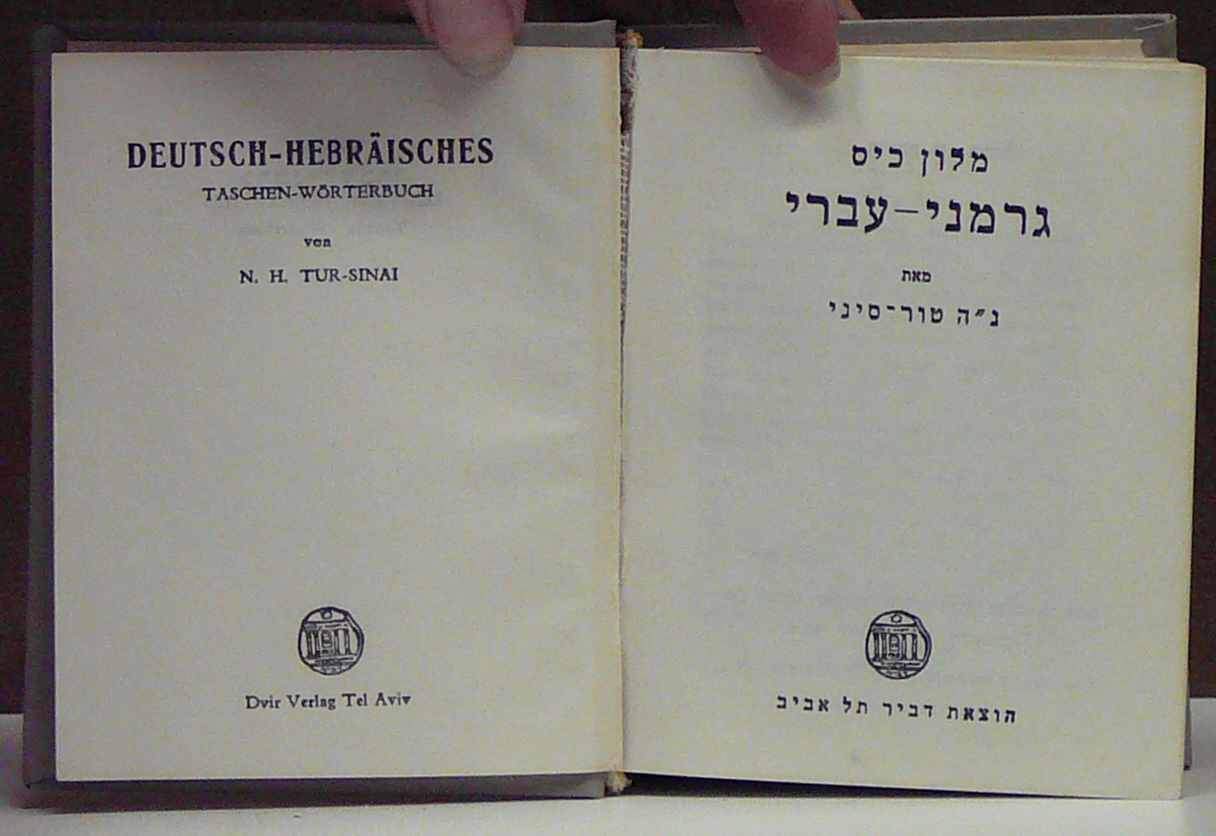 DEUTSCH-HEBRÄISCHES
TASCHEN-WÖRTERBUCH
von
N. H. TUR-SINAI
Dvir Verlag Tel Aviv
מלון כיס
גרמני-עברי
מאת
נ״ה טור-סיני
הוצאת דביר תל אביב